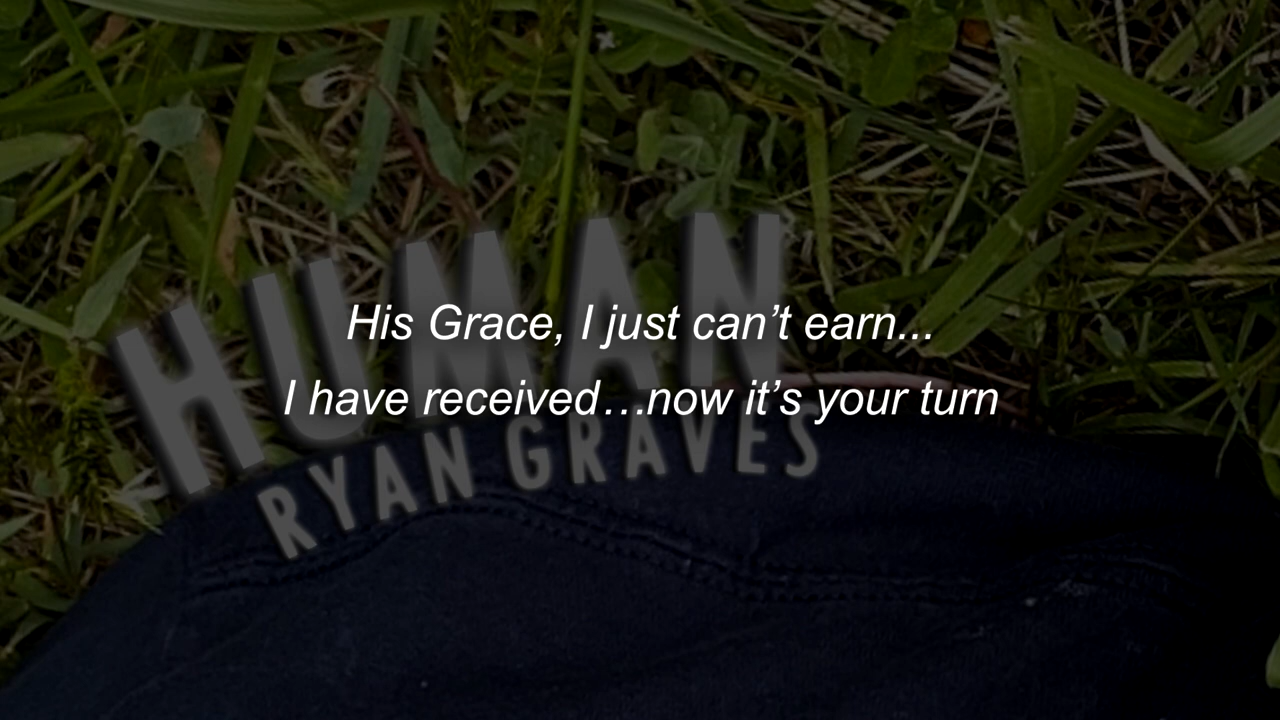 HUMAN
His Grace, I just can’t earn...
I have received…now it’s your turn
RYAN GRAVES